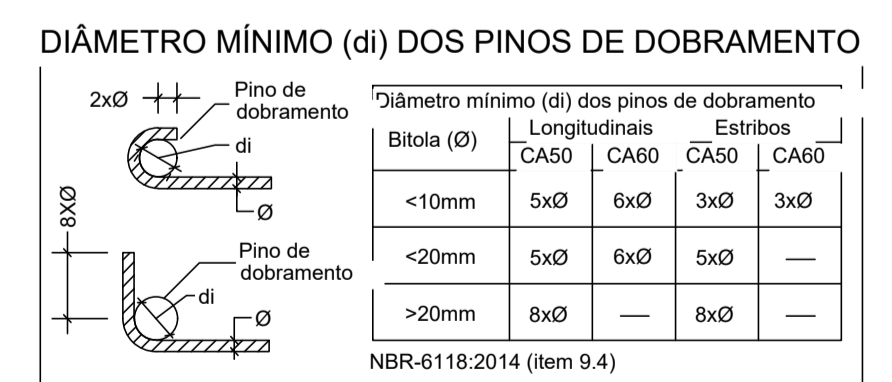 DIÂMETRO MÍNIMO (di) DOS PINOS DE DOBRAMENTO
2xØ
Pino de
dobramento
di
Ø
8XØ
Pino de
dobramento
di
Ø
Diâmetro mínimo (di) dos pinos de dobramento
Bitola (Ø) Longitudinais Estribos
CA50 CA60 CA50 CA60
<10mm 5xØ 6xØ 3xØ 3xØ
<20mm 5xØ 6xØ 5xØ —
>20mm 8xØ — 8xØ —
NBR-6118:2014 (item 9.4)